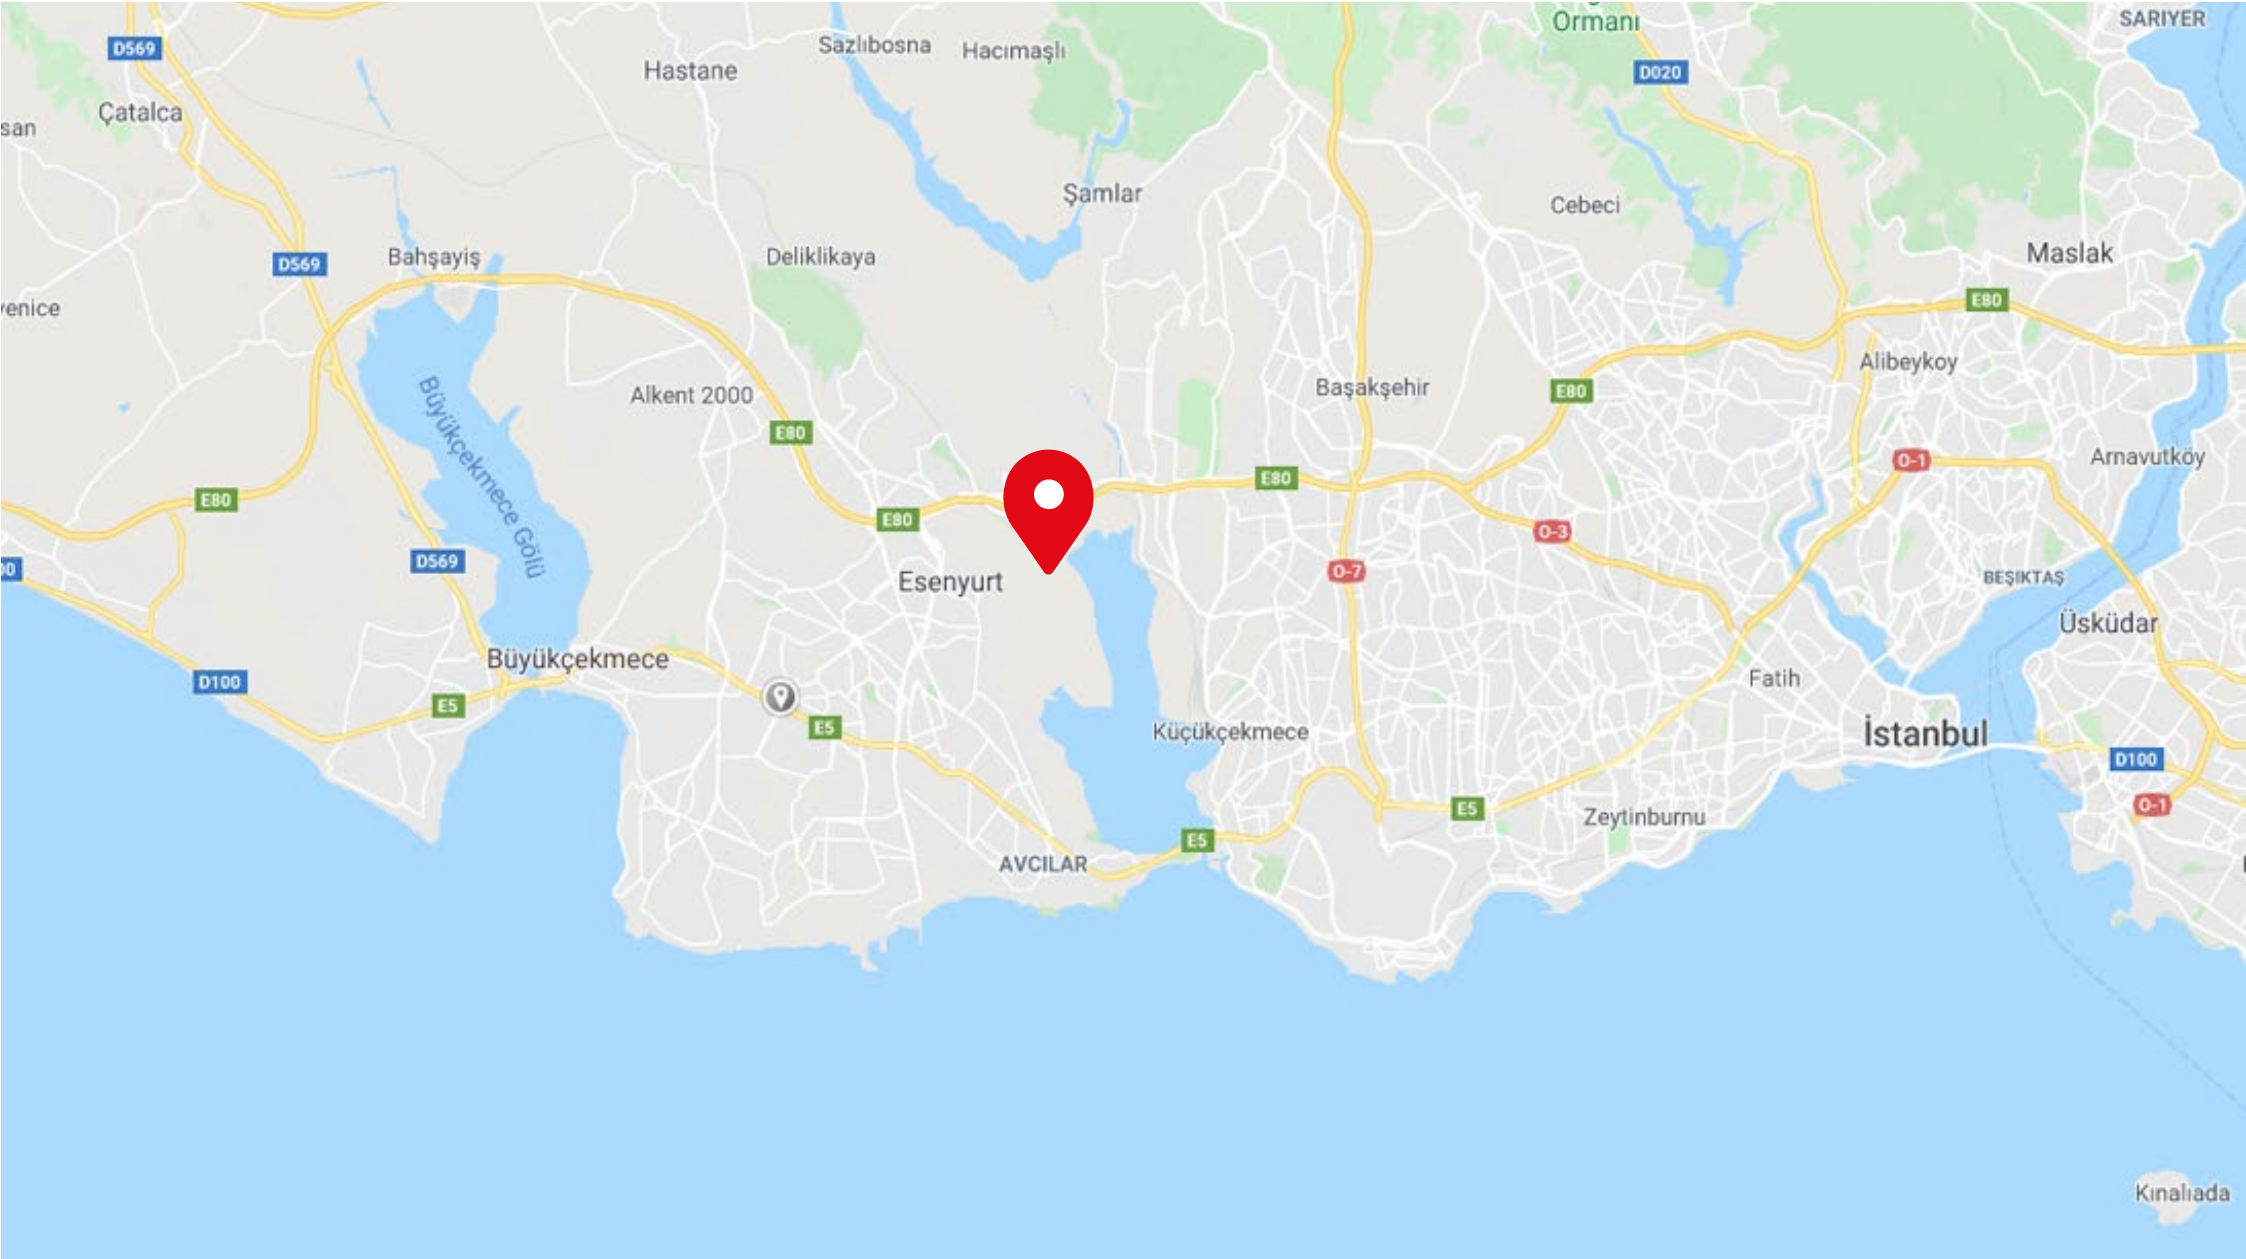 Ormanı
SARIYER
D569
Sazlıbosna
Hacımaşlı
Hastane
D020
Çatalca
san
Şamlar
Cebeci
Bahşayiş
D569
Deliklikaya
Maslak
E80
enice
Alibeykoy
Başakşehir
E80
Alkent 2000
E80
Büyükçekmece Gölü
Arnavutköy
O-1
E80
E80
E80
O-3
D569
O-7
Esenyurt
BEŞİKTAŞ
Üsküdar
Büyükçekmece
D100
Fatih
E5
E5
Küçükçekmece
İstanbul
D100
O-1
E5
Zeytinburnu
E5
AVCILAR
Kınalıada